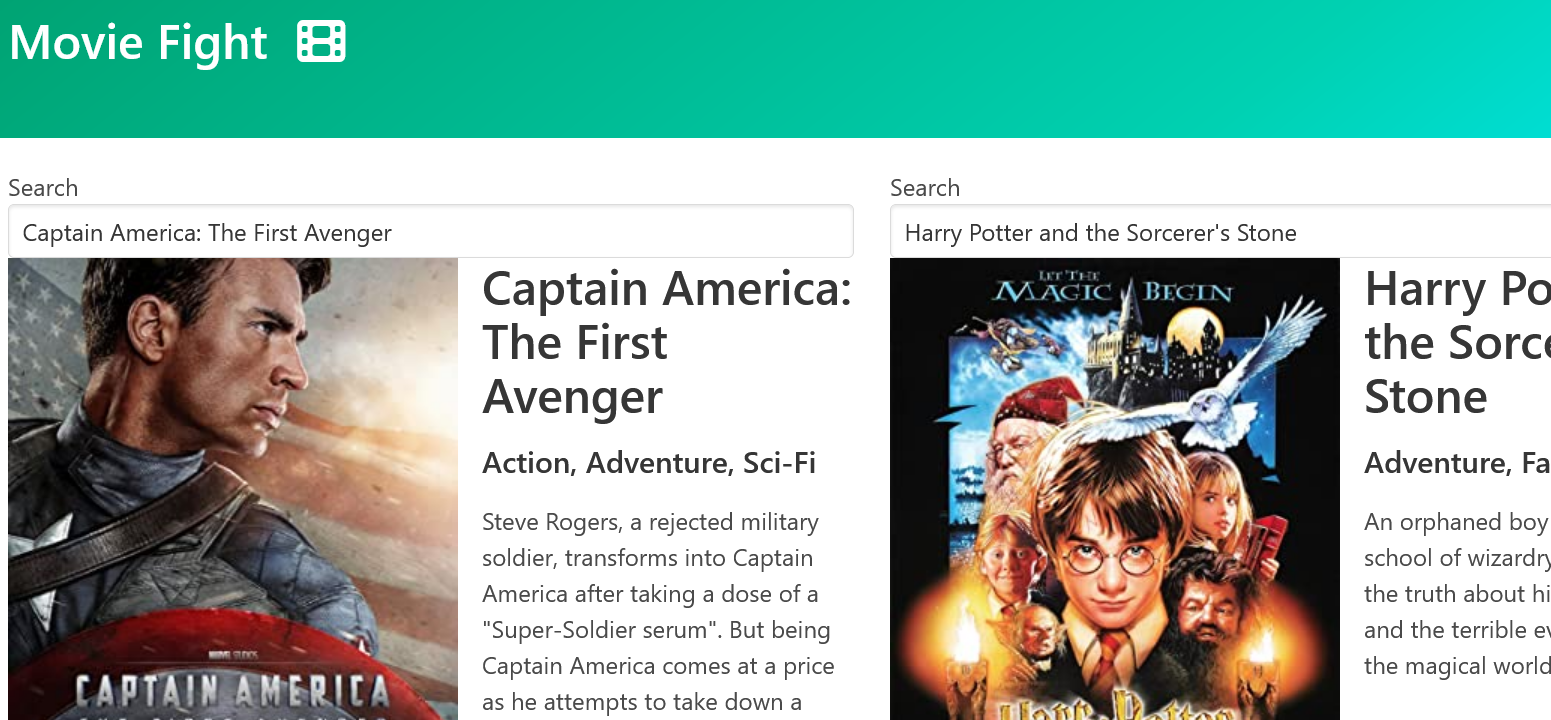 Movie Fight
Search
Captain America: The First Avenger
Captain America:
The First
Avenger
Action, Adventure, Sci-Fi
Steve Rogers, a rejected military
soldier, transforms into Captain
America after taking a dose of a
"Super-Soldier serum". But being
Captain America comes at a price
as he attempts to take down a
MARVEL STUDIOS
CAPTAIN AMERICA
Search
Harry Potter and the Sorcerer's Stone
LET THE
MAGIC BEGIN
Harry Po
the Sorce
Stone
Adventure, Fa
An orphaned boy
school of wizardry
the truth about hi
and the terrible ev
the magical world
Harry Potter